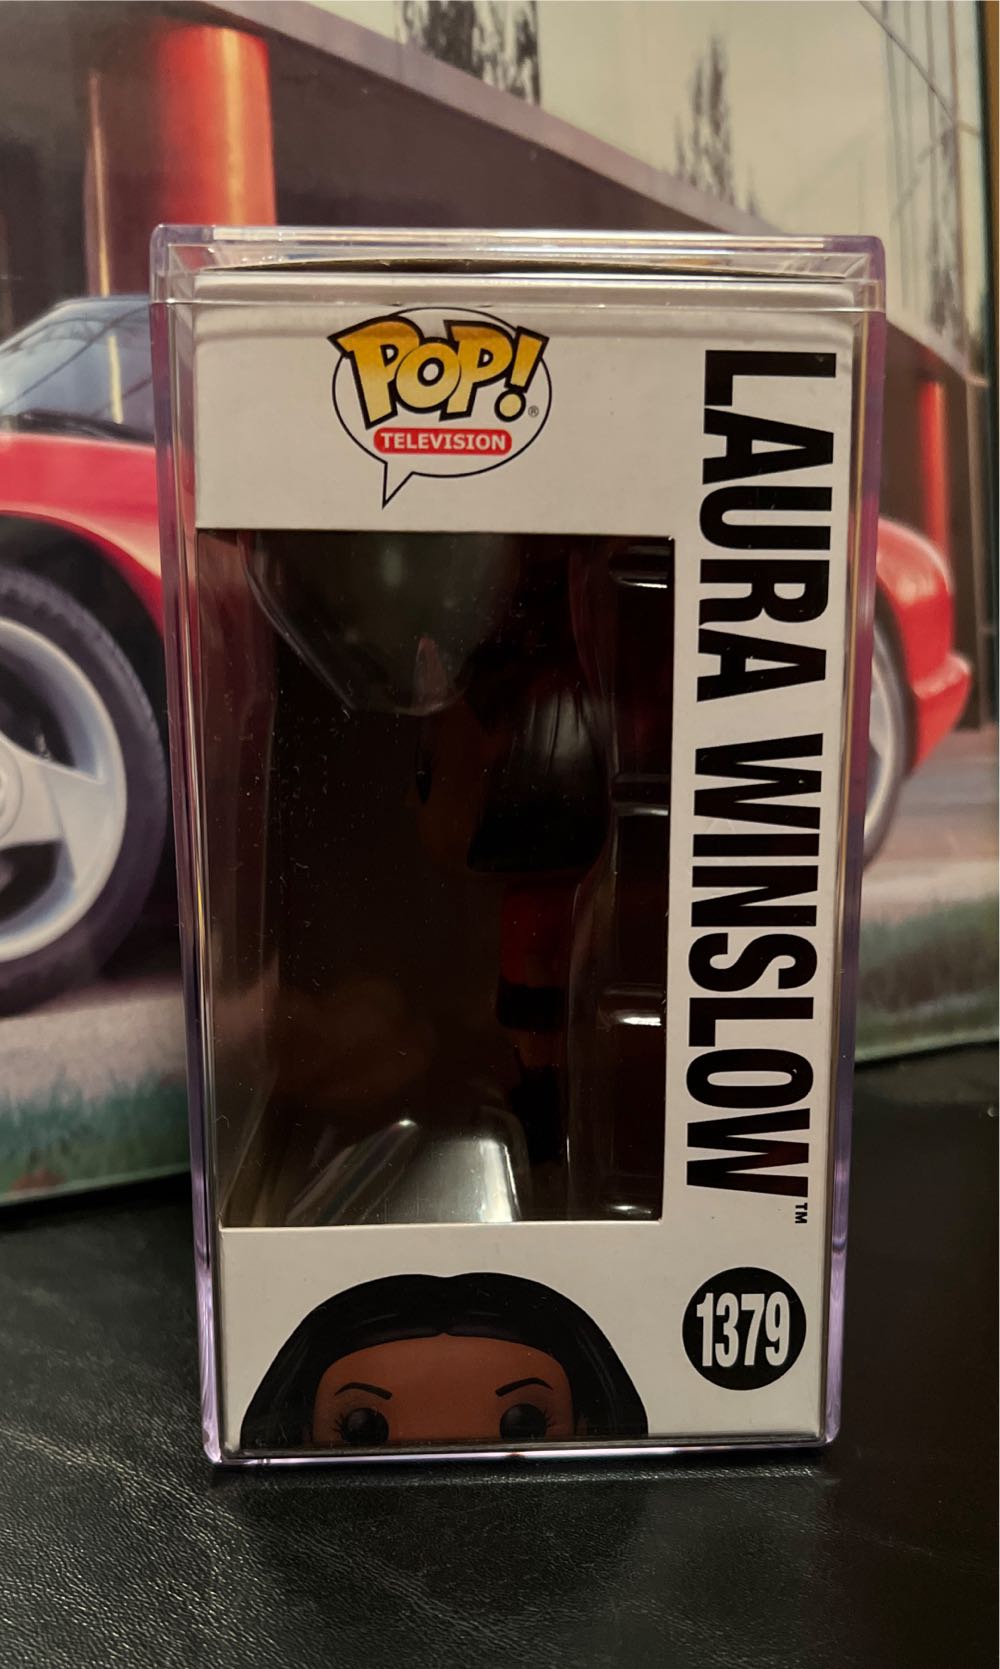 POP!®
TELEVISION
LAURA WINSLOW™
1379